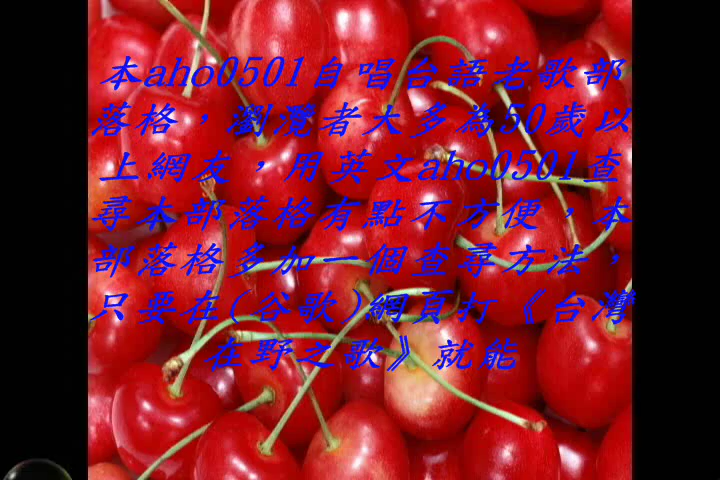 本aho0501自唱台語老歌部
落格，瀏灠者大多為50歲以
上網友，用英文aho0501查
尋本部落格有點不方便，本
部落格多加一個查尋方法，
只要在(谷歌)網頁打《台灣
在野之歌》就能